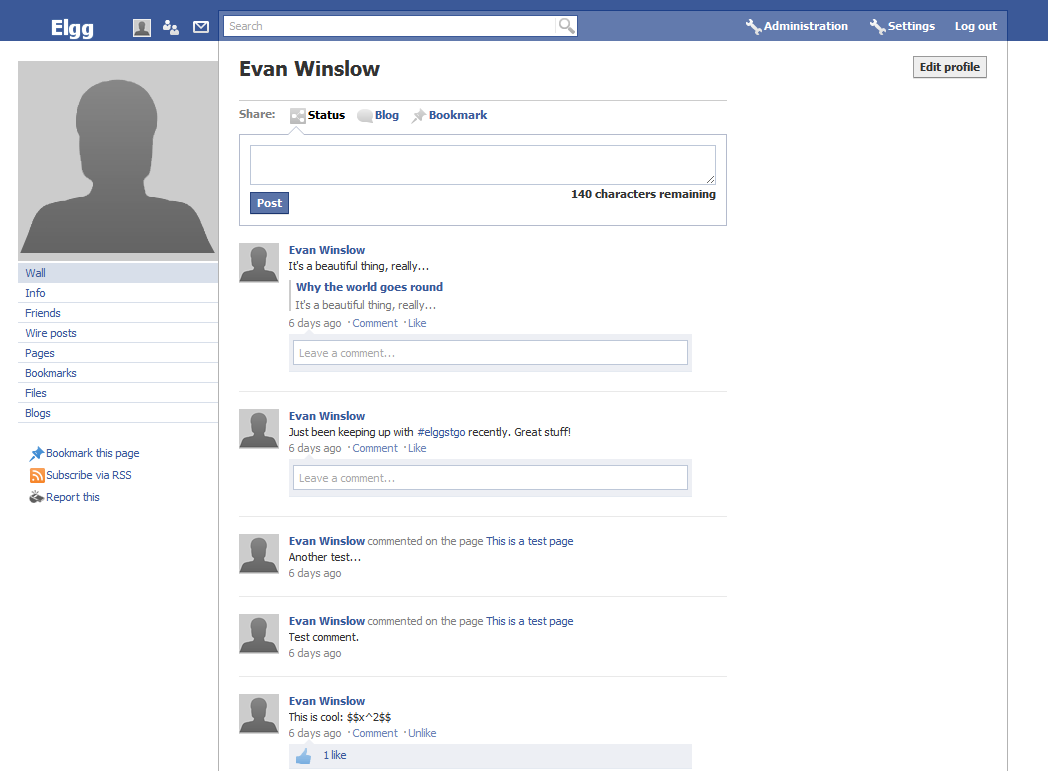 Elgg
Search
Administration
Settings
Log out
Evan Winslow
Edit profile
Share: Status Blog Bookmark
140 characters remaining
Post
Wall
Info
Friends
Wire posts
Pages
Bookmarks
Files
Blogs
Bookmark this page
Subscribe via RSS
Report this
Evan Winslow
It's a beautiful thing, really...
Why the world goes round
It's a beautiful thing, really...
6 days ago · Comment · Like
Leave a comment...
Evan Winslow
Just been keeping up with #elggstgo recently. Great stuff!
6 days ago · Comment · Like
Leave a comment...
Evan Winslow commented on the page This is a test page
Another test...
6 days ago
Evan Winslow commented on the page This is a test page
Test comment.
6 days ago
Evan Winslow
This is cool: $$x^2$$
6 days ago · Comment · Unlike
1 like